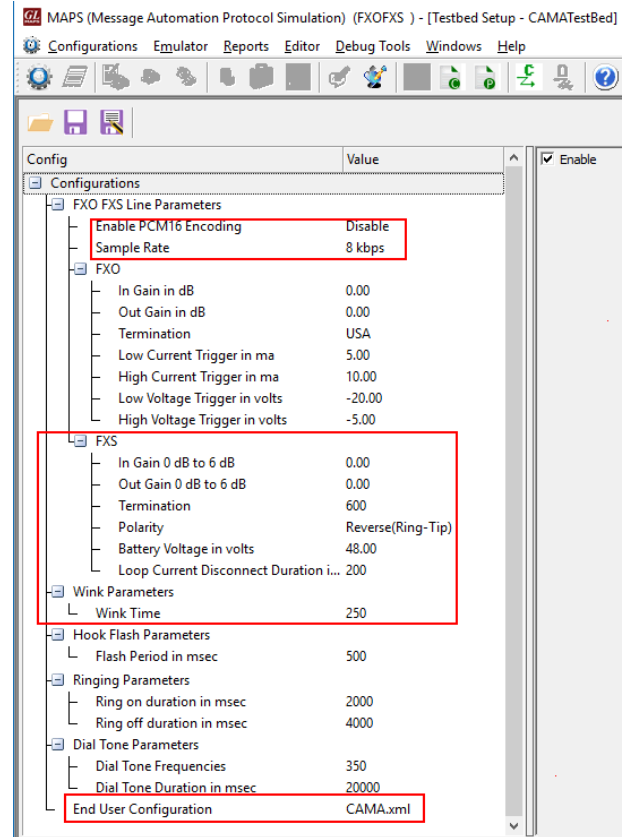 GL MAPS MAPS (Message Automation Protocol Simulation) (FXOFXS ) - [Testbed Setup - CAMATestBed]
Configurations Emulator Reports Editor Debug Tools Windows Help
Config Value Enable
Configurations
FXO FXS Line Parameters
Enable PCM16 Encoding Disable
Sample Rate 8 kbps
FXO
In Gain in dB 0.00
Out Gain in dB 0.00
Termination USA
Low Current Trigger in ma 5.00
High Current Trigger in ma 10.00
Low Voltage Trigger in volts -20.00
High Voltage Trigger in volts -5.00
FXS
In Gain 0 dB to 6 dB 0.00
Out Gain 0 dB to 6 dB 0.00
Termination 600
Polarity Reverse(Ring-Tip)
Battery Voltage in volts 48.00
Loop Current Disconnect Duration i... 200
Wink Parameters
Wink Time 250
Hook Flash Parameters
Flash Period in msec 500
Ringing Parameters
Ring on duration in msec 2000
Ring off duration in msec 4000
Dial Tone Parameters
Dial Tone Frequencies 350
Dial Tone Duration in msec 20000
End User Configuration CAMA.xml